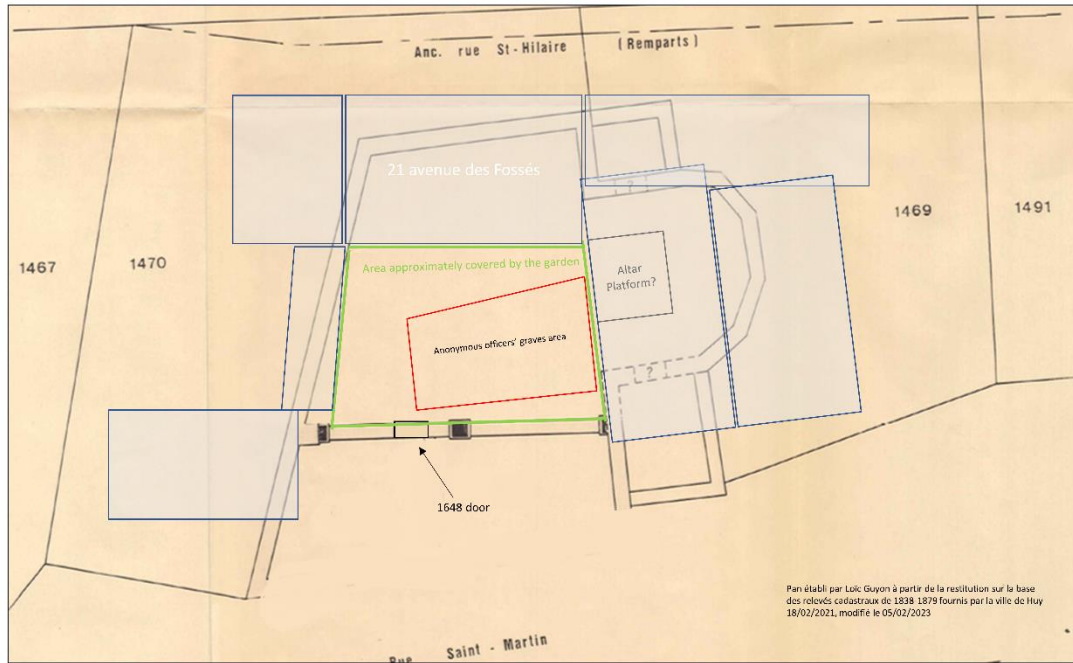 Anc. rue St-Hilaire (Remparts)
21 avenue des Fossés
?
1469
1491
1467
1470
Area approximately covered by the garden
Altar
Platform?
Anonymous officers' graves area
?
1648 door
Pan établi par Loïc Guyon à partir de la restitution sur la base
des relevés cadastraux de 1838-1879 fournis par la ville de Huy
18/02/2021, modifié le 05/02/2023
Rue Saint - Martin